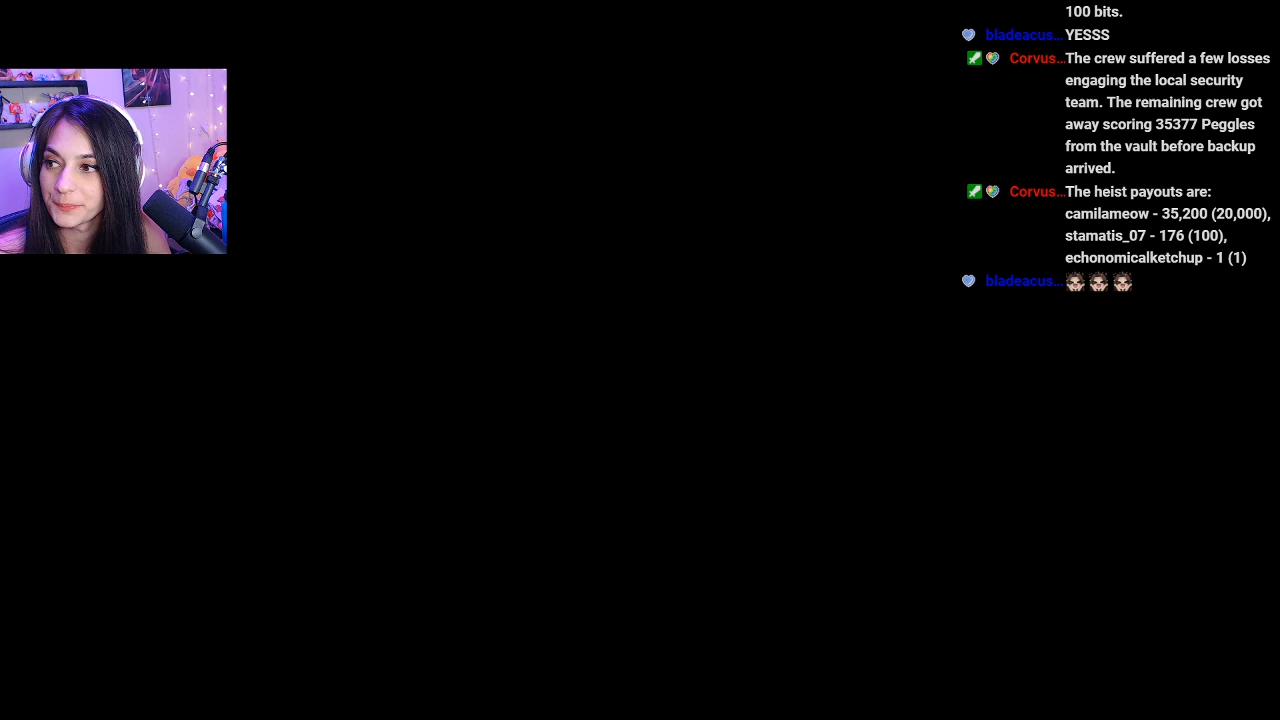 100 bits.
bladeacus... YESSS
Corvus... The crew suffered a few losses
engaging the local security
team. The remaining crew got
away scoring 35377 Peggles
from the vault before backup
arrived.
Corvus... The heist payouts are:
camilameow - 35,200 (20,000),
stamatis_07 - 176 (100),
echonomicalketchup - 1 (1)
bladeacus...